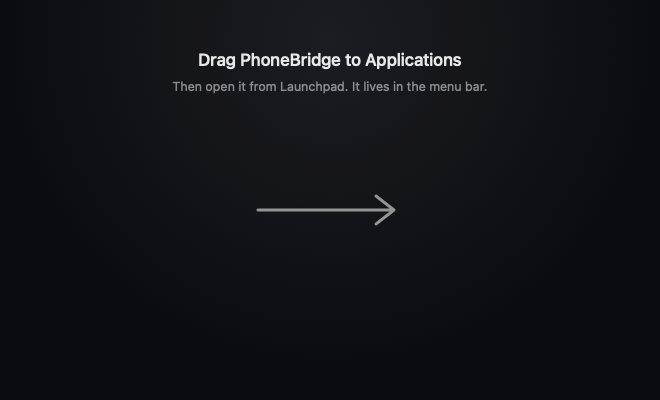 Drag PhoneBridge to Applications
Then open it from Launchpad. It lives in the menu bar.